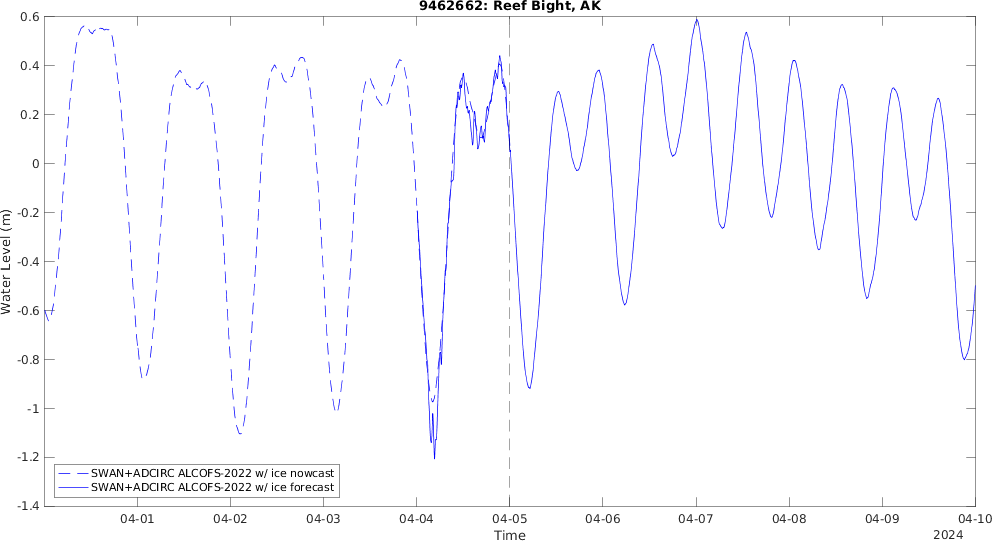 9462662: Reef Bight, AK
0.6
0.4
0.2
0
-0.2
-0.4
-0.6
-0.8
-1
-1.2
-1.4
Water Level (m)
SWAN+ADCIRC ALCOFS-2022 w/ ice nowcast
SWAN+ADCIRC ALCOFS-2022 w/ ice forecast
04-01 04-02 04-03 04-04 04-05 04-06 04-07 04-08 04-09 04-10
Time
2024